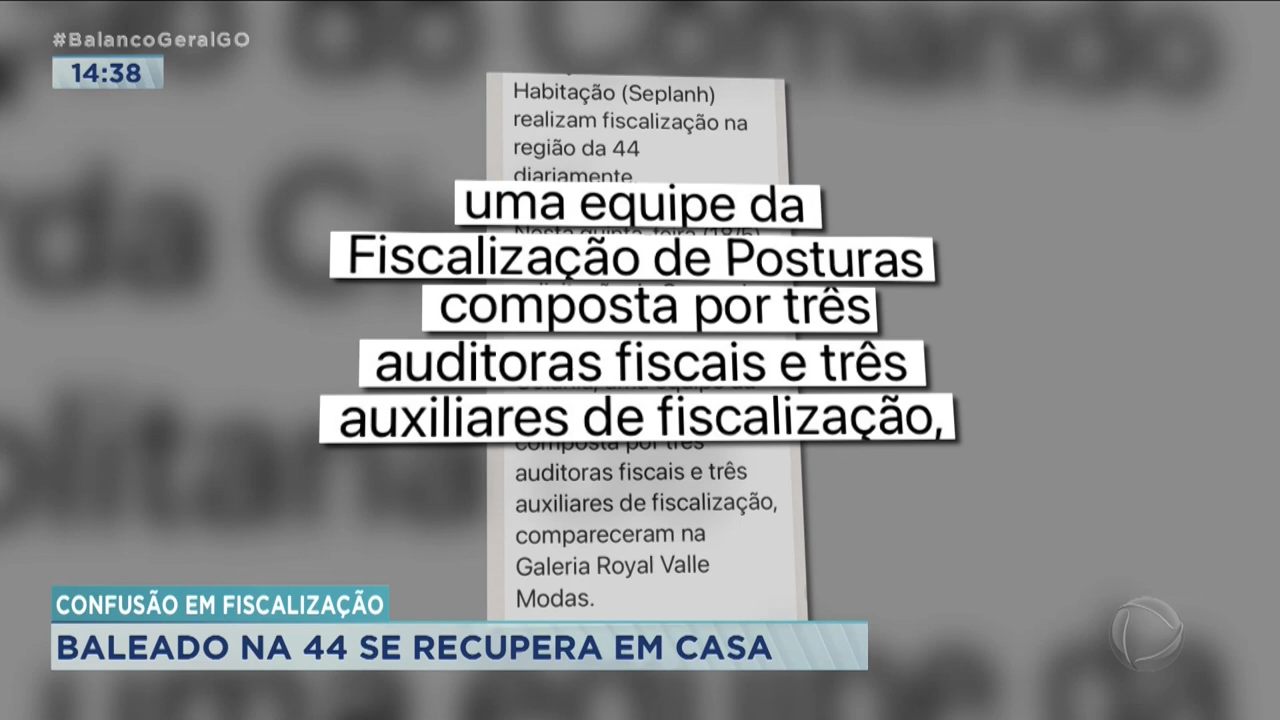 #BalancoGeralGO
14:38
Habitação (Seplanh)
realizam fiscalização na
região da 44
diariamente.
uma equipe da
Fiscalização de Posturas
composta por três
auditoras fiscais e três
auxiliares de fiscalização,
composta por três
auditoras fiscais e três
auxiliares de fiscalização,
compareceram na
Galeria Royal Valle
Modas.
CONFUSÃO EM FISCALIZAÇÃO
BALEADO NA 44 SE RECUPERA EM CASA